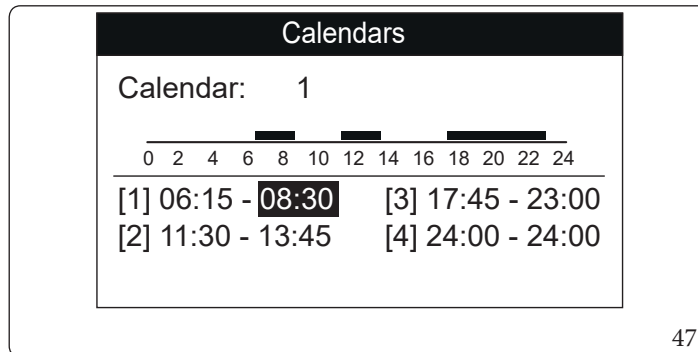 Calendars
Calendar: 1
0 2 4 6 8 10 12 14 16 18 20 22 24
[1] 06:15 - 08:30 [3] 17:45 - 23:00
[2] 11:30 - 13:45 [4] 24:00 - 24:00
47